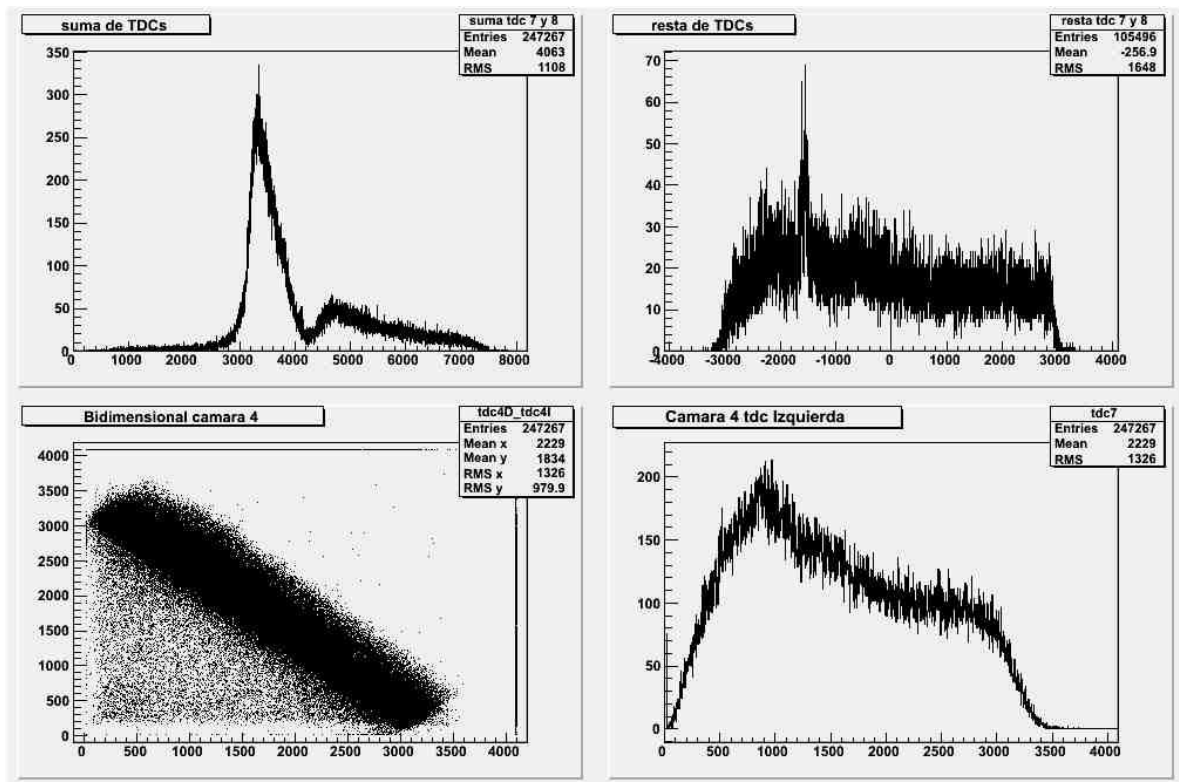 suma de TDCs
suma tdc 7 y 8
Entries 247267
Mean 4063
RMS 1108
350
300
250
200
150
100
50
0
1000 2000 3000 4000 5000 6000 7000 8000
resta de TDCs
resta tdc 7 y 8
Entries 105496
Mean -256.9
RMS 1648
70
60
50
40
30
20
10
0
-4000 -3000 -2000 -1000 0 1000 2000 3000 4000
Bidimensional camara 4
tdc4D_tdc4I
Entries 247267
Mean x 2229
Mean y 1834
RMS x 1326
RMS y 979.9
4000
3500
3000
2500
2000
1500
1000
500
0
0 500 1000 1500 2000 2500 3000 3500 4000
Camara 4 tdc Izquierda
tdc7
Entries 247267
Mean 2229
RMS 1326
200
150
100
50
0
0 500 1000 1500 2000 2500 3000 3500 4000